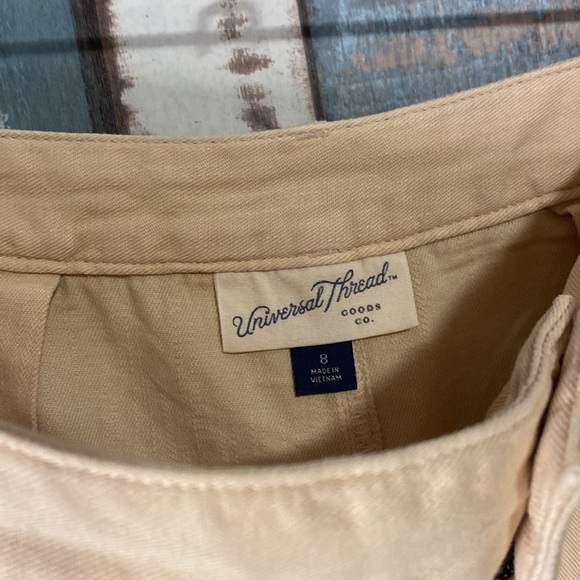 Universal Thread™
GOODS
CO.
8
MADE IN
VIETNAM